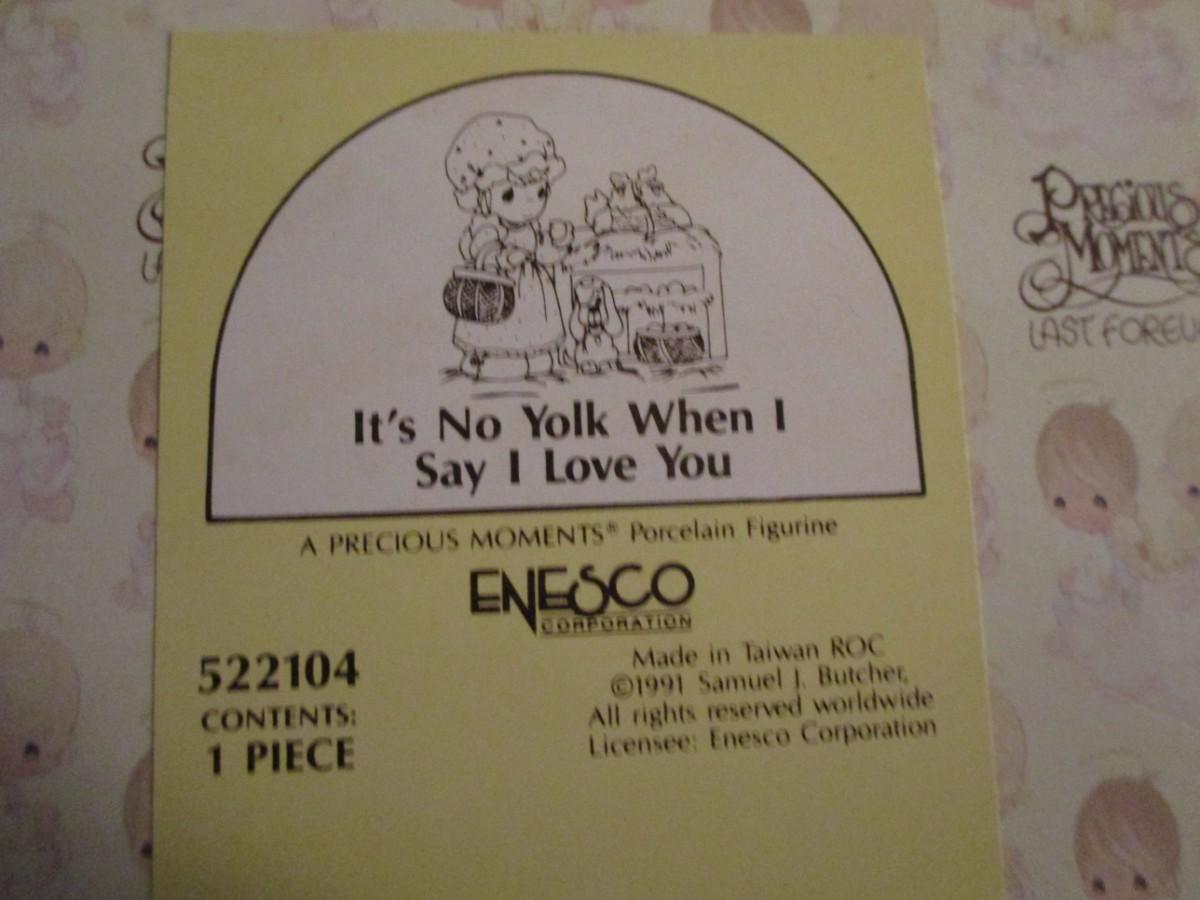 It's No Yolk When I
Say I Love You
A PRECIOUS MOMENTS® Porcelain Figurine
ENESCO
CORPORATION
522104
CONTENTS:
1 PIECE
Made in Taiwan ROC
©1991 Samuel J. Butcher,
All rights reserved worldwide
Licensee: Enesco Corporation
PRECIOUS
MOMENTS
LAST